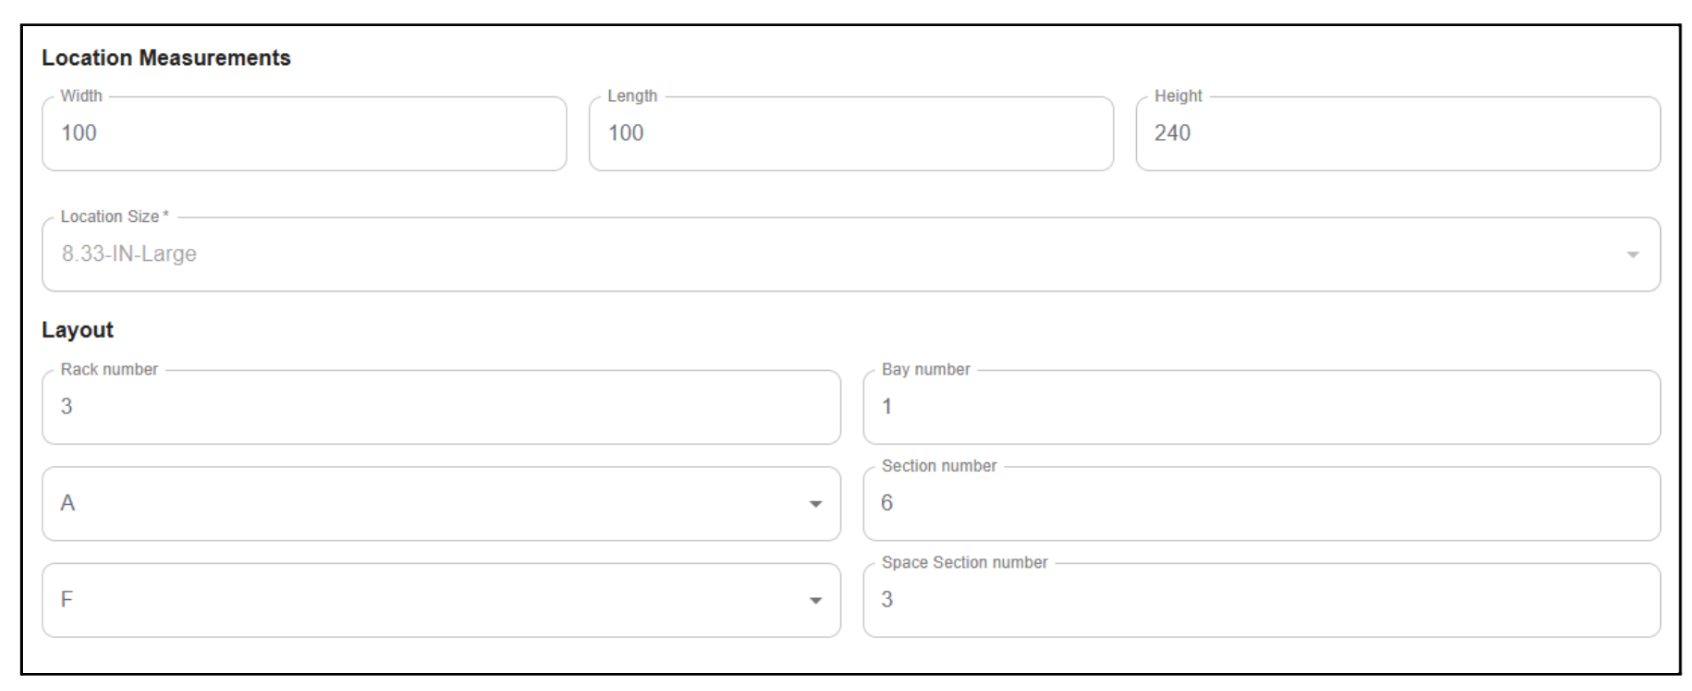 Location Measurements
Width
100
Length
100
Height
240
Location Size *
8.33-IN-Large
Layout
Rack number
3
Bay number
1
A
Section number
6
F
Space Section number
3